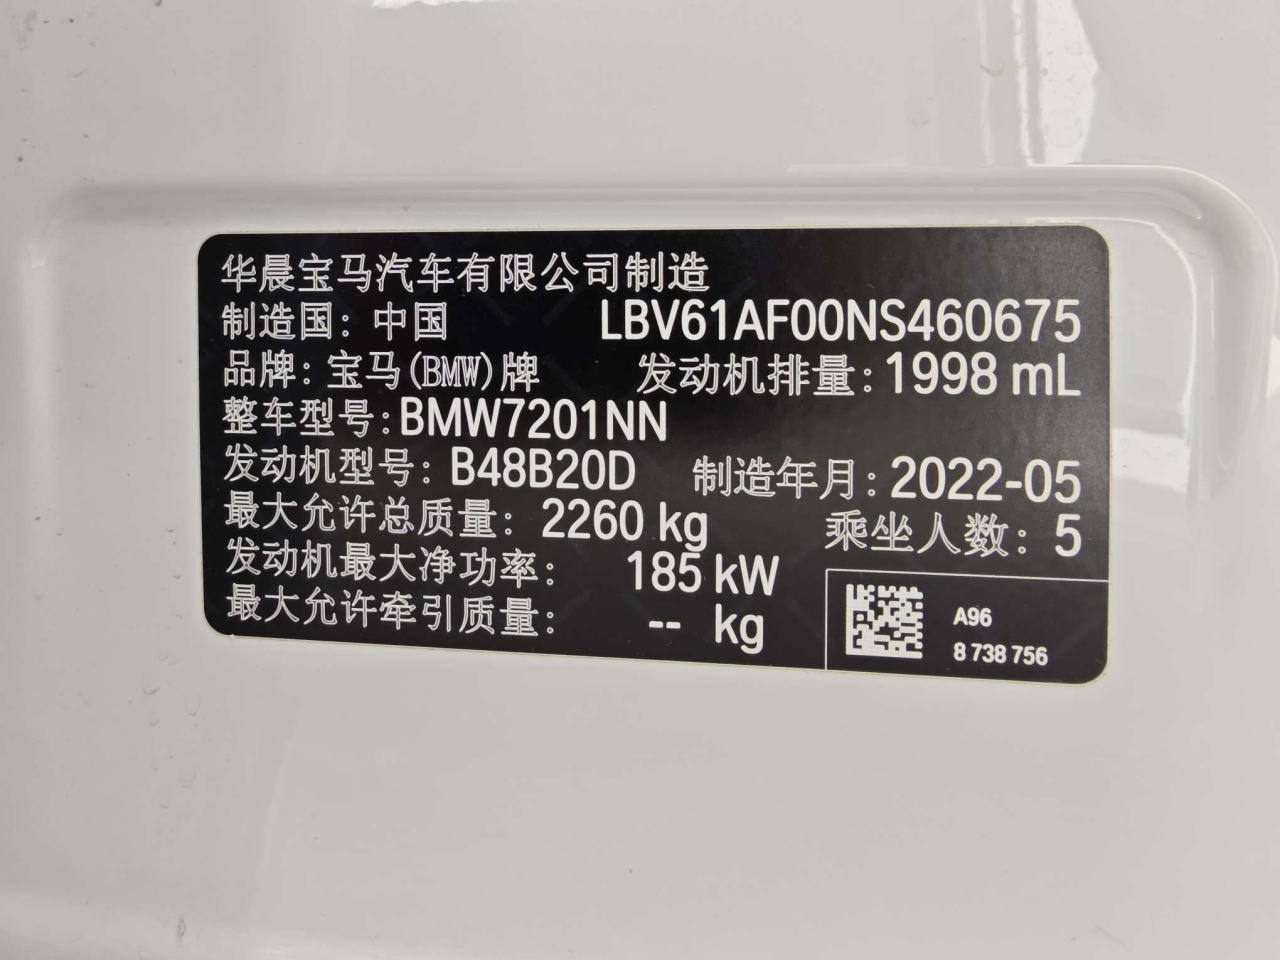 华晨宝马汽车有限公司制造
制造国：中国 LBV61AF00NS460675
品牌：宝马(BMW)牌 发动机排量：1998 mL
整车型号：BMW7201NN
发动机型号：B48B20D 制造年月：2022-05
最大允许总质量：2260 kg 乘坐人数：5
发动机最大净功率：185 kW
最大允许牵引质量：-- kg
A96
8 738 756